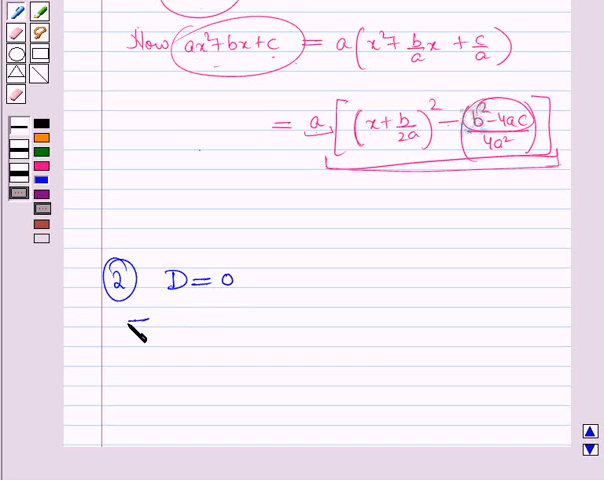 Now ax²+bx+c = a(x²+b/a x + c/a)
= a[(x+b/2a)² - (b²-4ac/4a²)]
2 D=0